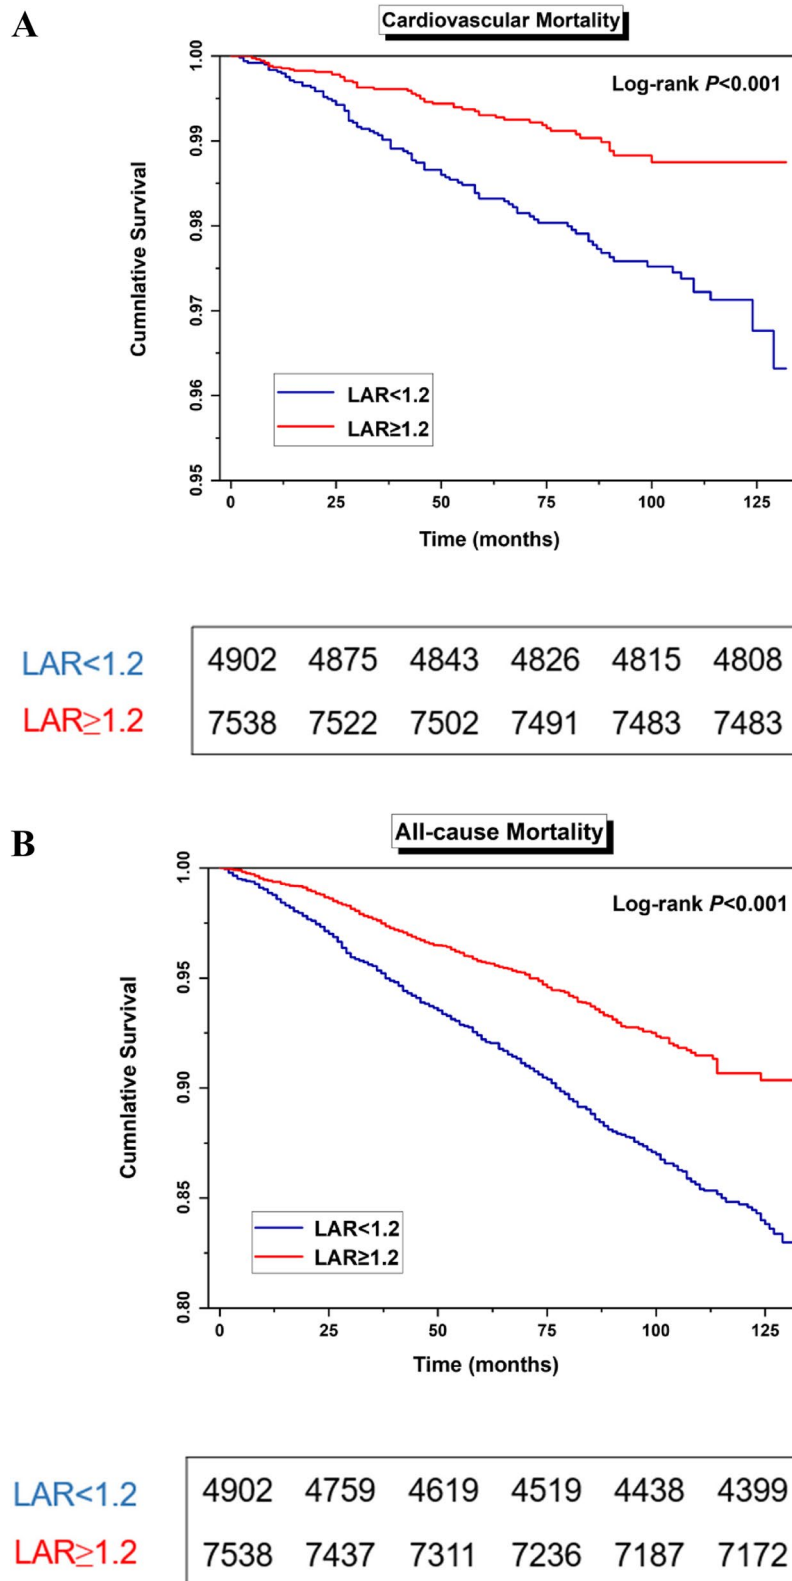 A
Cardiovascular Mortality
Log-rank P<0.001
1.00
0.99
0.98
0.97
0.96
0.95
Cumnlative Survival
LAR<1.2
LAR≥1.2
0 25 50 75 100 125
Time (months)
LAR<1.2 4902 4875 4843 4826 4815 4808
LAR≥1.2 7538 7522 7502 7491 7483 7483
B
All-cause Mortality
Log-rank P<0.001
1.00
0.95
0.90
0.85
0.80
Cumnlative Survival
LAR<1.2
LAR≥1.2
0 25 50 75 100 125
Time (months)
LAR<1.2 4902 4759 4619 4519 4438 4399
LAR≥1.2 7538 7437 7311 7236 7187 7172